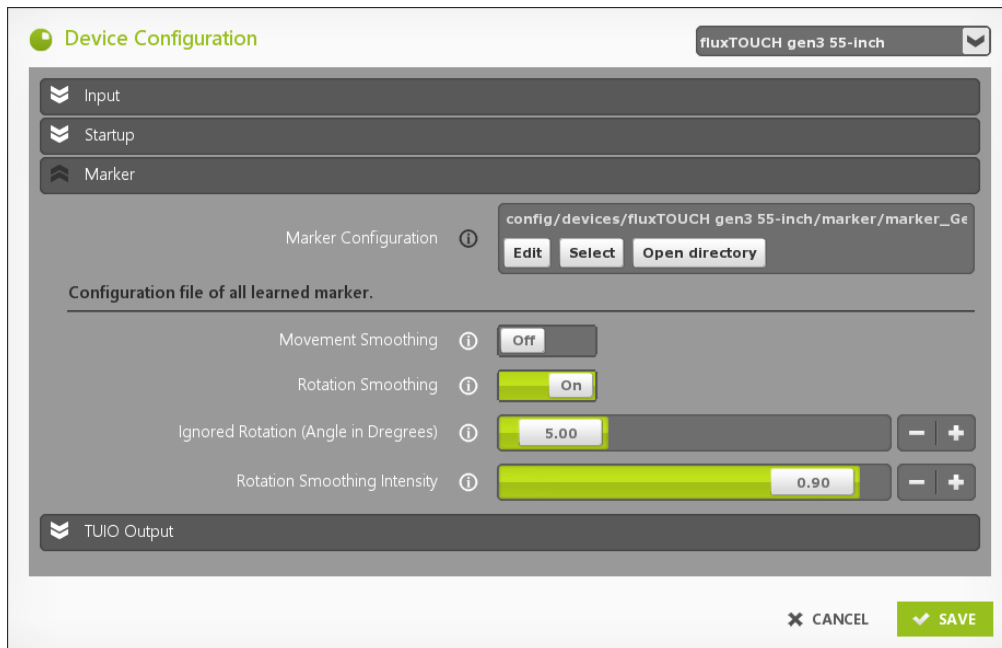 Device Configuration
fluxTOUCH gen3 55-inch
Input
Startup
Marker
Marker Configuration
config/devices/fluxTOUCH gen3 55-inch/marker/marker_Ge
Edit Select Open directory
Configuration file of all learned marker.
Movement Smoothing Off
Rotation Smoothing On
Ignored Rotation (Angle in Dregrees) 5.00
Rotation Smoothing Intensity 0.90
TUIO Output
CANCEL SAVE